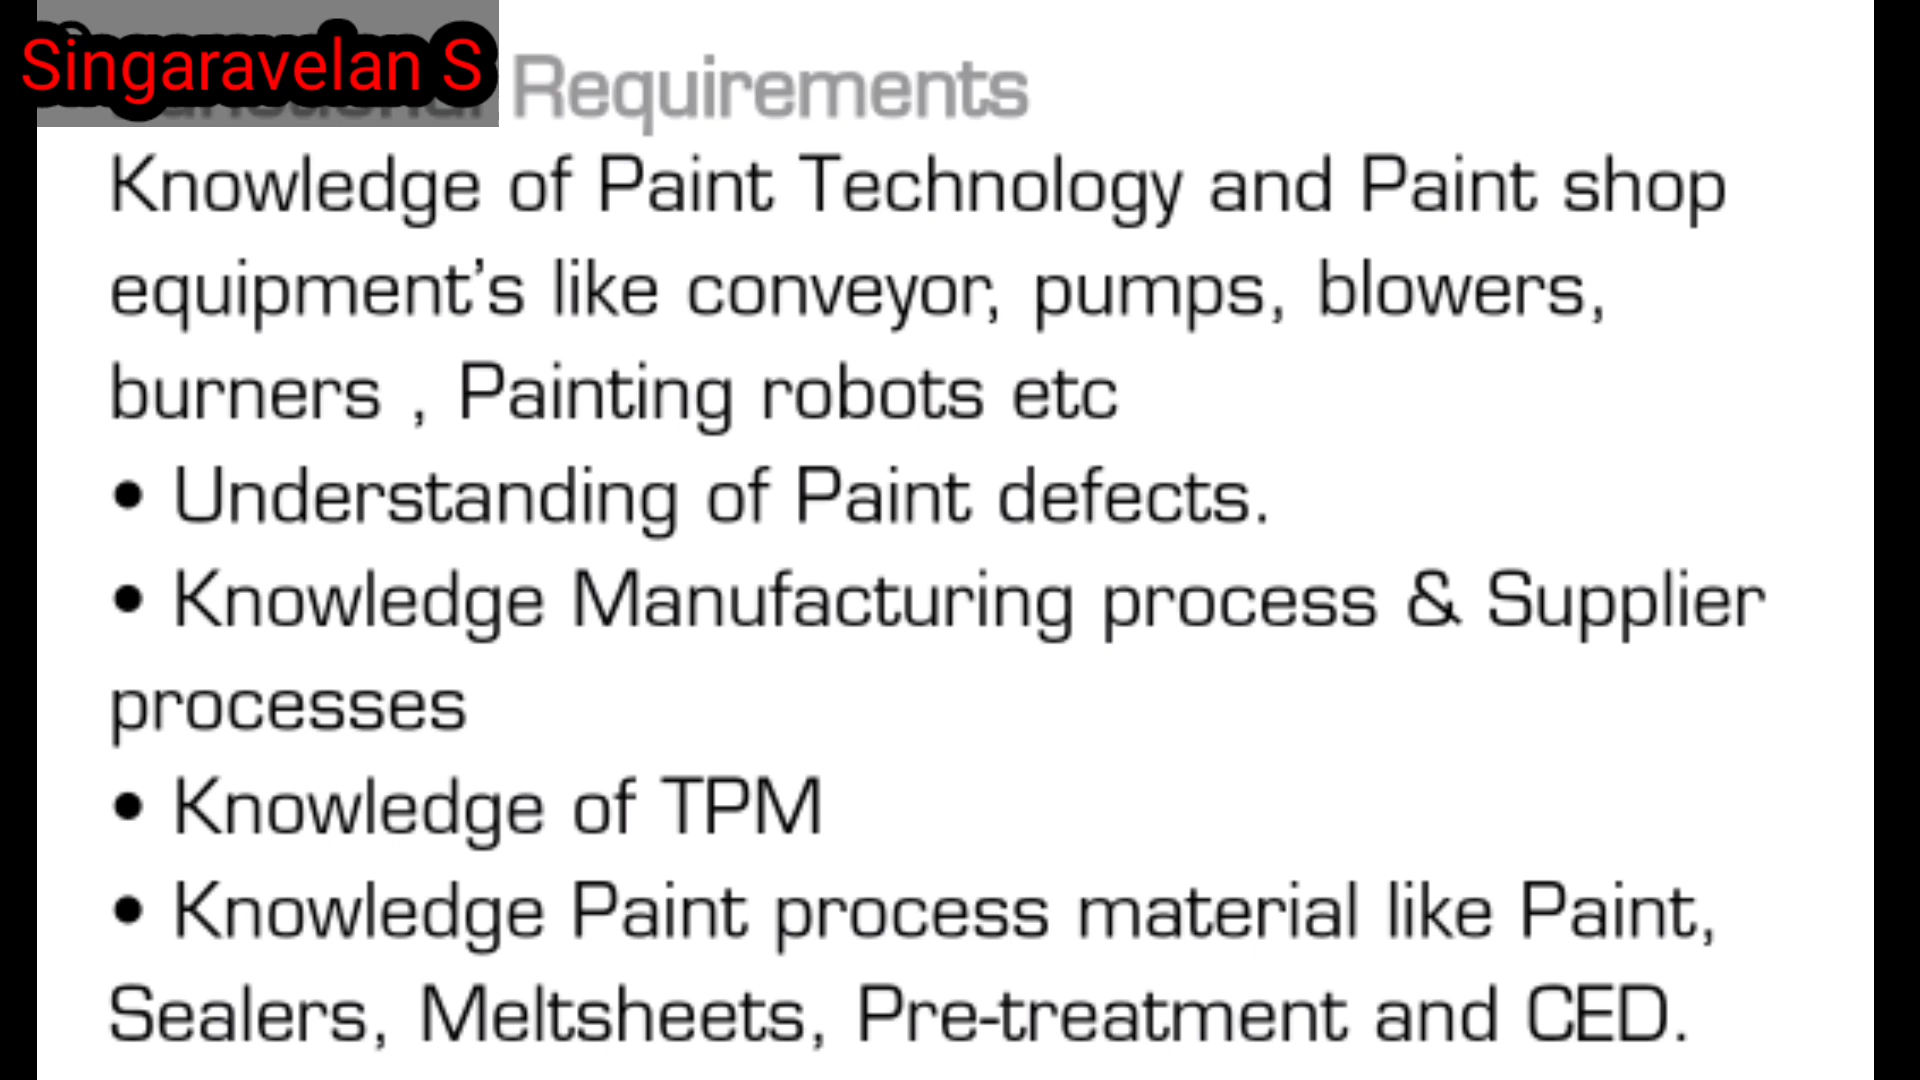 Singaravelan S
Requirements
Knowledge of Paint Technology and Paint shop
equipment's like conveyor, pumps, blowers,
burners , Painting robots etc
• Understanding of Paint defects.
• Knowledge Manufacturing process & Supplier
processes
• Knowledge of TPM
• Knowledge Paint process material like Paint,
Sealers, Meltsheets, Pre-treatment and CED.